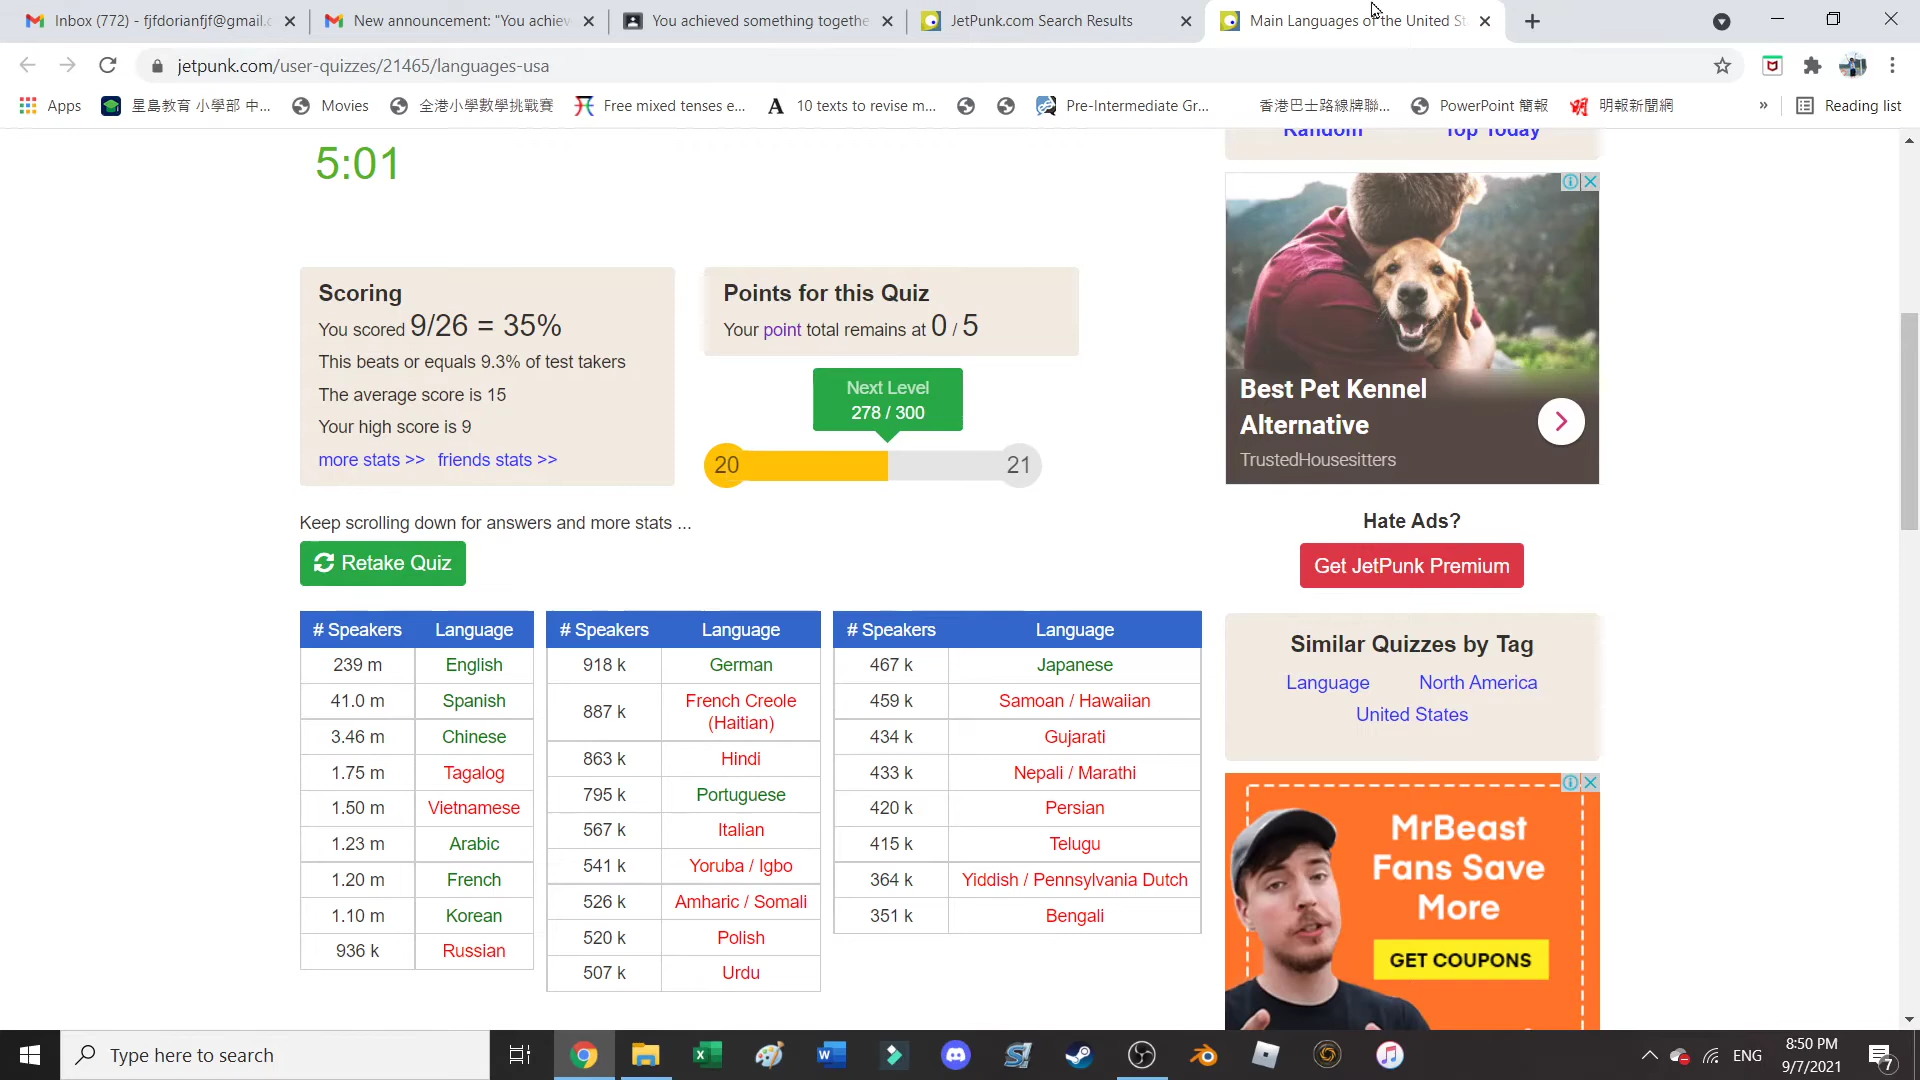 Inbox (772) - fjfdorianfjf@gmail.c
New announcement: "You achiev
You achieved something togethe
JetPunk.com Search Results
Main Languages of the United St
jetpunk.com/user-quizzes/21465/languages-usa
Apps
星島教育 小學部 中...
Movies
全港小學數學挑戰賽
Free mixed tenses e...
10 texts to revise m...
Pre-Intermediate Gr...
香港巴士路線牌聯...
PowerPoint 簡報
明報新聞網
»
Reading list
5:01
Random
Top Today
Scoring
You scored 9/26 = 35%
This beats or equals 9.3% of test takers
The average score is 15
Your high score is 9
more stats >> friends stats >>
Points for this Quiz
Your point total remains at 0 / 5
Next Level
278 / 300
20
21
Best Pet Kennel
Alternative
TrustedHousesitters
Keep scrolling down for answers and more stats ...
Retake Quiz
Hate Ads?
Get JetPunk Premium
# Speakers Language
239 m English
41.0 m Spanish
3.46 m Chinese
1.75 m Tagalog
1.50 m Vietnamese
1.23 m Arabic
1.20 m French
1.10 m Korean
936 k Russian
# Speakers Language
918 k German
887 k French Creole
(Haitian)
863 k Hindi
795 k Portuguese
567 k Italian
541 k Yoruba / Igbo
526 k Amharic / Somali
520 k Polish
507 k Urdu
# Speakers Language
467 k Japanese
459 k Samoan / Hawaiian
434 k Gujarati
433 k Nepali / Marathi
420 k Persian
415 k Telugu
364 k Yiddish / Pennsylvania Dutch
351 k Bengali
Similar Quizzes by Tag
Language North America
United States
MrBeast
Fans Save
More
GET COUPONS
Type here to search
ENG
8:50 PM
9/7/2021
7